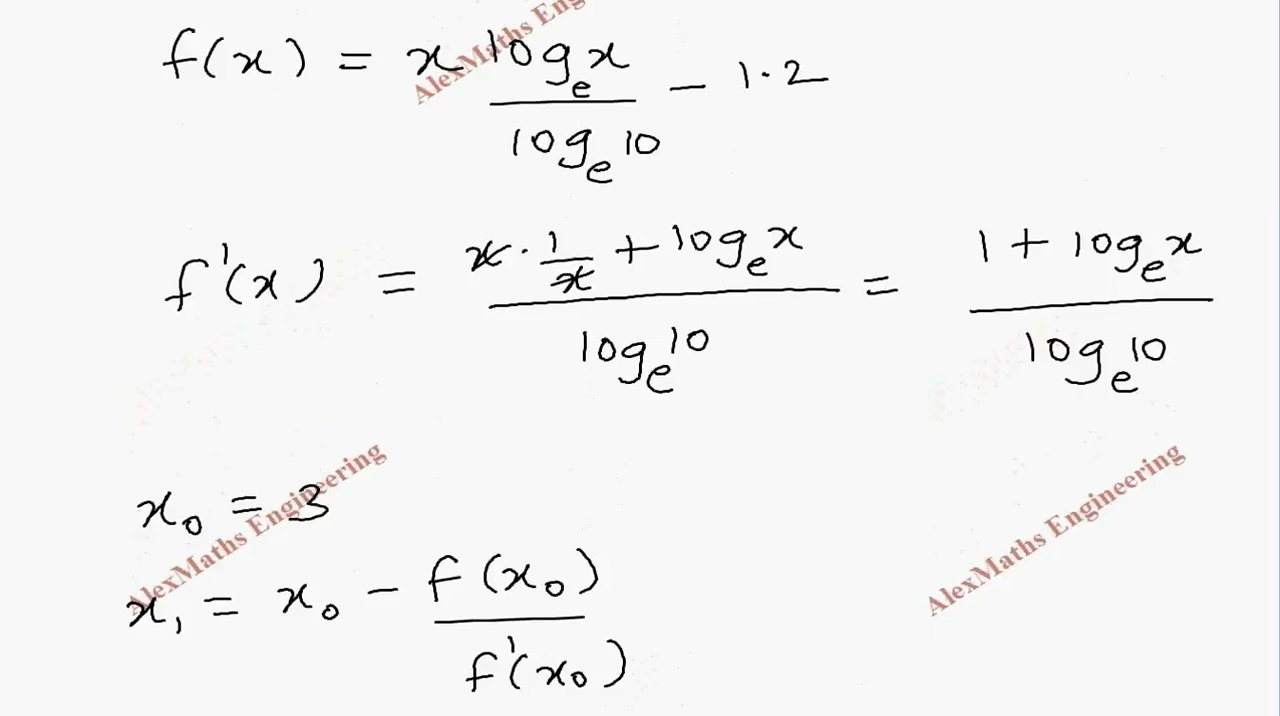 f(x) = x log_e x / log_e 10 - 1.2
AlexMaths Engineering
f'(x) = (x · 1/x + log_e x) / log_e 10 = (1 + log_e x) / log_e 10
AlexMaths Engineering
AlexMaths Engineering
x₀ = 3
x₁ = x₀ - f(x₀) / f'(x₀)